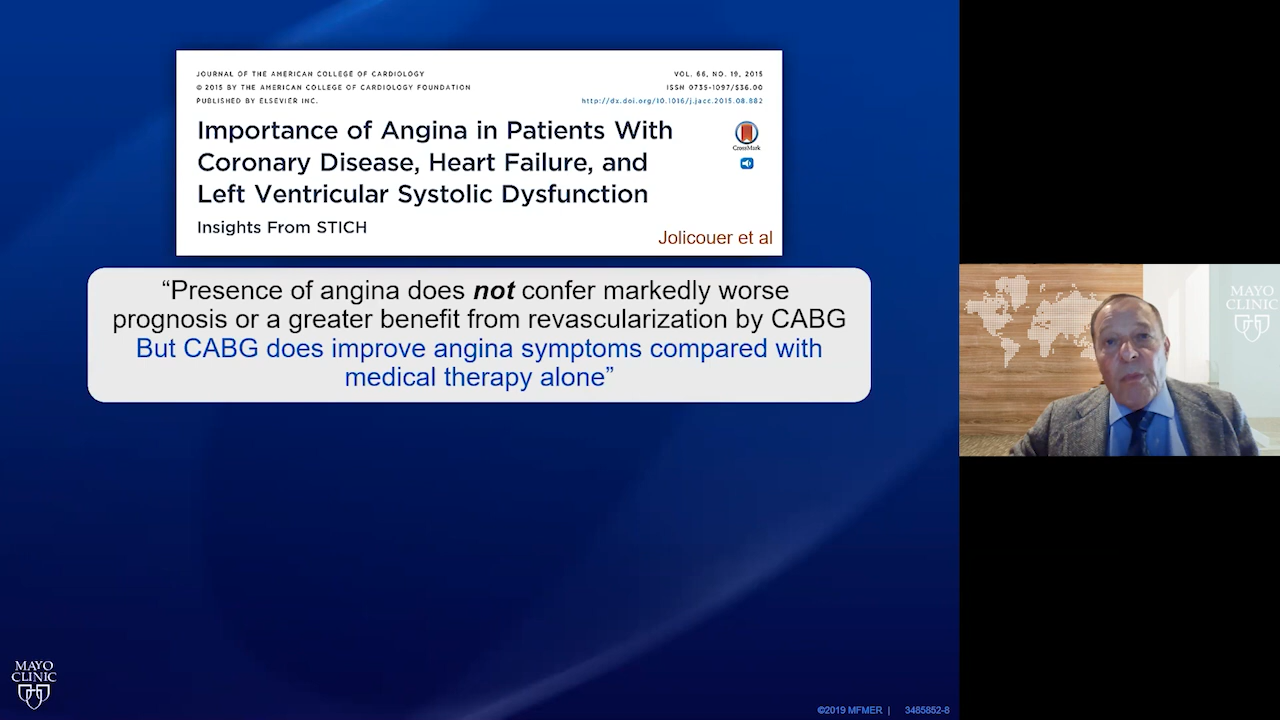 JOURNAL OF THE AMERICAN COLLEGE OF CARDIOLOGY
VOL. 66, NO. 19, 2015
© 2015 BY THE AMERICAN COLLEGE OF CARDIOLOGY FOUNDATION
ISSN 0735-1097/$36.00
PUBLISHED BY ELSEVIER INC.
http://dx.doi.org/10.1016/j.jacc.2015.08.882
Importance of Angina in Patients With
Coronary Disease, Heart Failure, and
Left Ventricular Systolic Dysfunction
CrossMark
Insights From STICH
Jolicouer et al
“Presence of angina does not confer markedly worse
prognosis or a greater benefit from revascularization by CABG
But CABG does improve angina symptoms compared with
medical therapy alone”
MAYO
CLINIC
MAYO
CLINIC
©2019 MFMER | 3485852-8